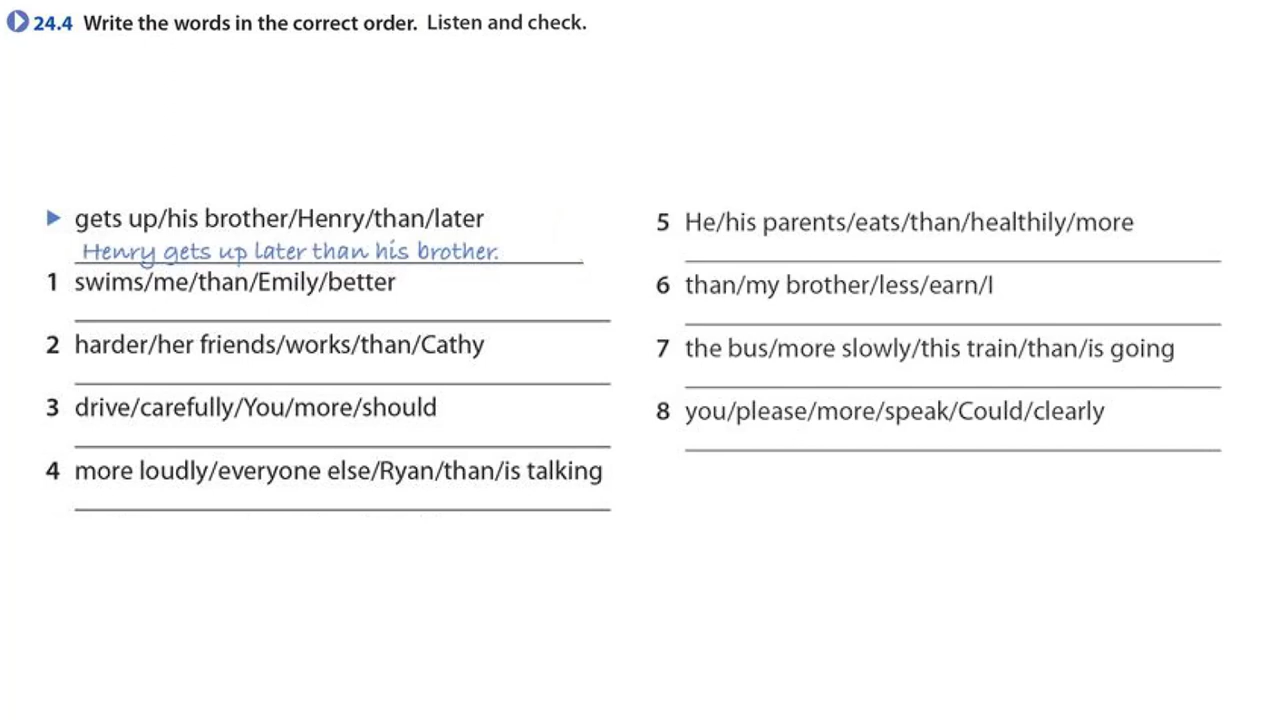 24.4 Write the words in the correct order. Listen and check.
gets up/his brother/Henry/than/later
Henry gets up later than his brother.
1 swims/me/than/Emily/better
2 harder/her friends/works/than/Cathy
3 drive/carefully/You/more/should
4 more loudly/everyone else/Ryan/than/is talking
5 He/his parents/eats/than/healthily/more
6 than/my brother/less/earn/I
7 the bus/more slowly/this train/than/is going
8 you/please/more/speak/Could/clearly